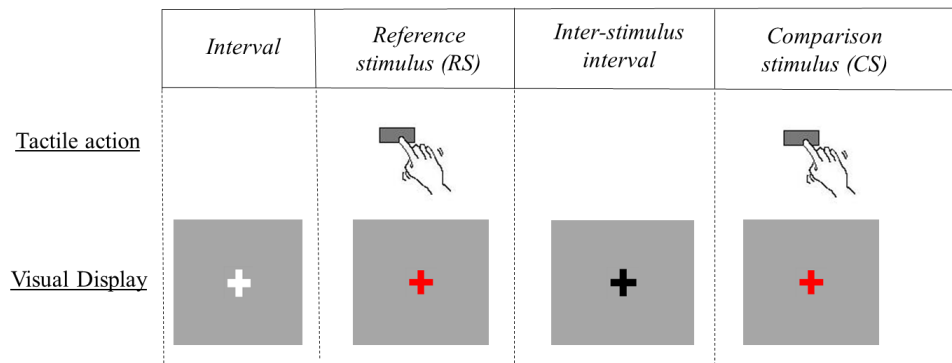 Interval
Reference
stimulus (RS)
Inter-stimulus
interval
Comparison
stimulus (CS)
Tactile action
Visual Display